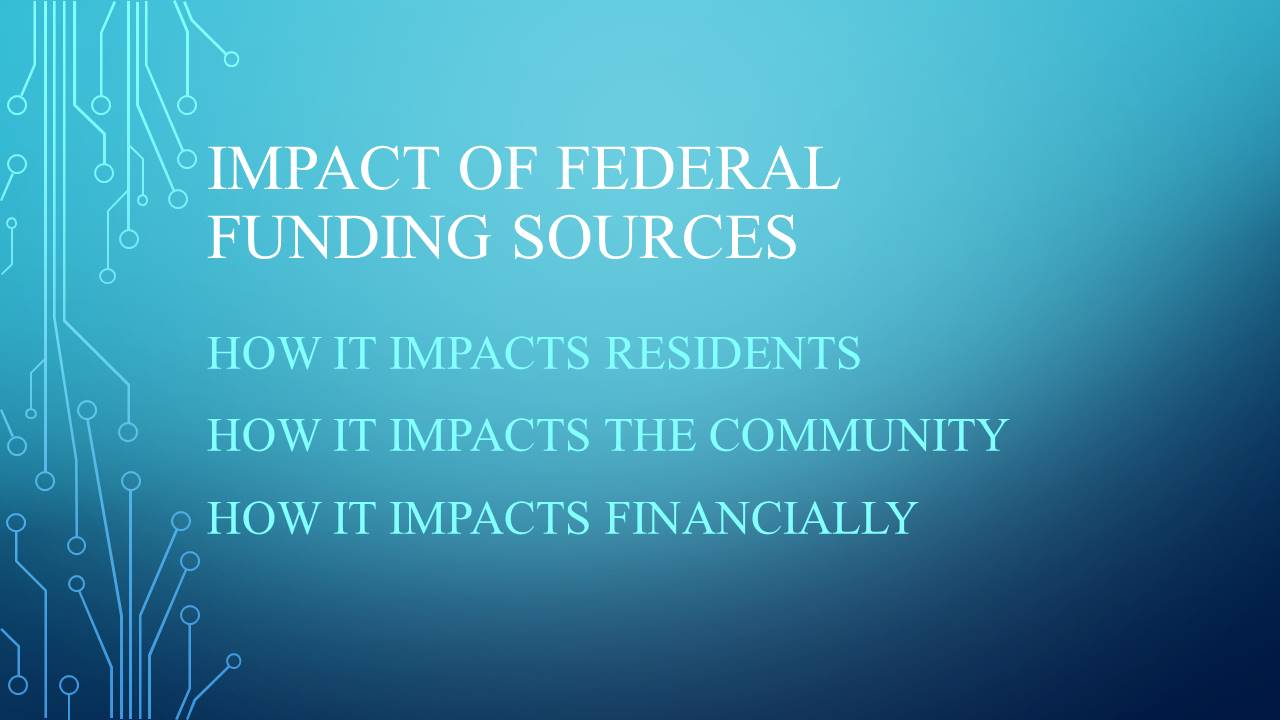 IMPACT OF FEDERAL
FUNDING SOURCES
HOW IT IMPACTS RESIDENTS
HOW IT IMPACTS THE COMMUNITY
HOW IT IMPACTS FINANCIALLY